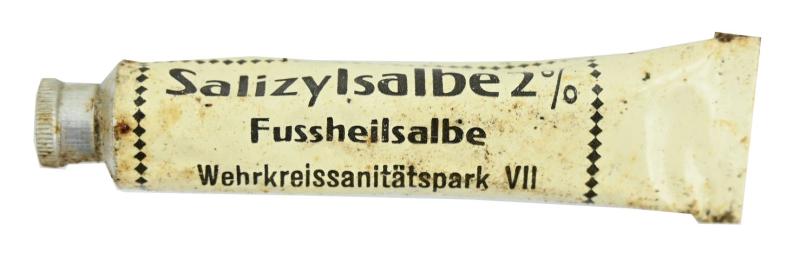 Salizylsalbe 2%
Fussheilsalbe
Wehrkreissanitätspark VII